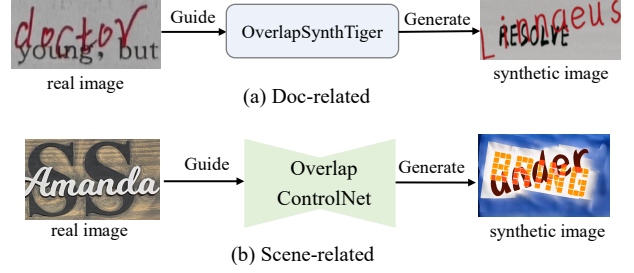 doctor
young, but
real image
Guide
OverlapSynthTiger
Generate
Linnaeus
RESOLVE
synthetic image
(a) Doc-related
SS
Amanda
real image
Guide
Overlap
ControlNet
Generate
under
synthetic image
(b) Scene-related